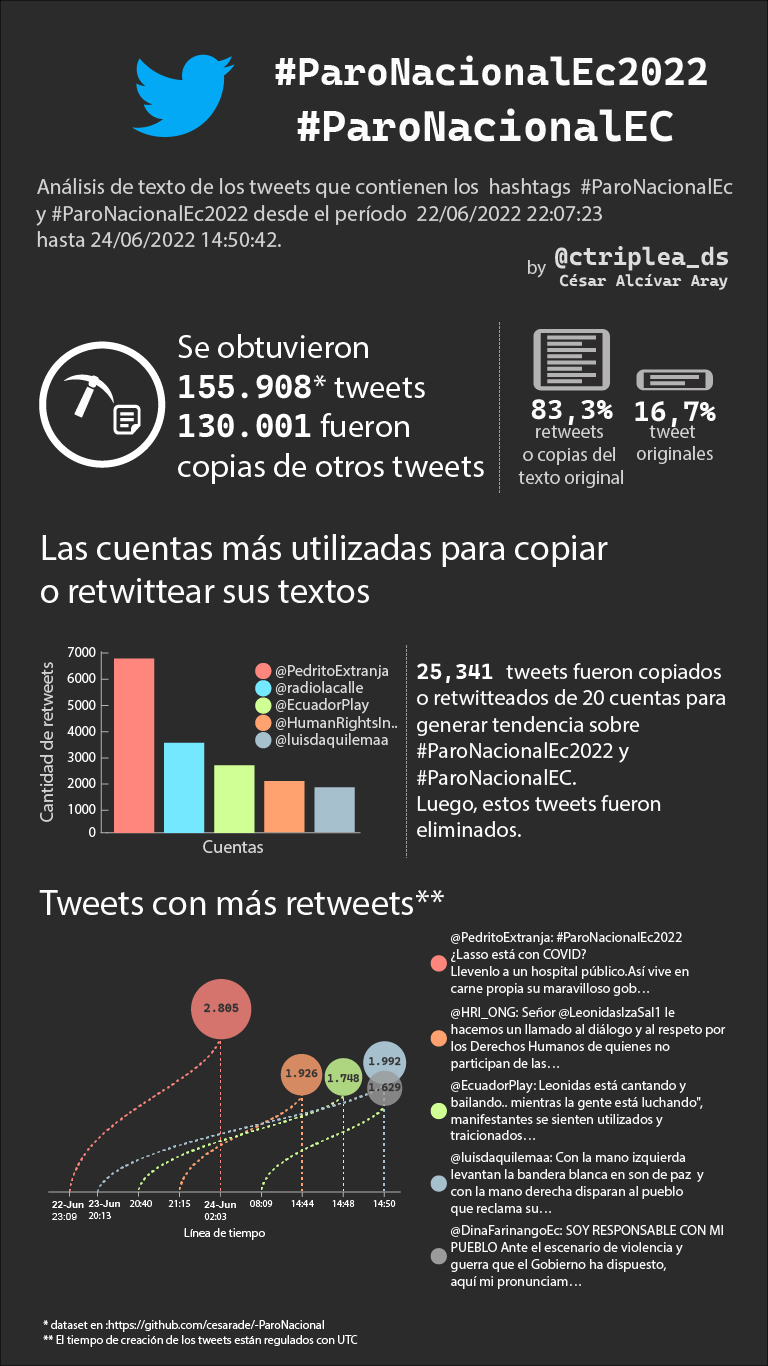 #ParoNacionalEc2022
#ParoNacionalEC
Análisis de texto de los tweets que contienen los hashtags #ParoNacionalEc
y #ParoNacionalEc2022 desde el período 22/06/2022 22:07:23
hasta 24/06/2022 14:50:42.
by @ctriplea_ds
César Alcívar Aray
Se obtuvieron
155.908* tweets
130.001 fueron
copias de otros tweets
83,3%
retweets
o copias del
texto original
16,7%
tweet
originales
Las cuentas más utilizadas para copiar
o retwittear sus textos
Cantidad de retweets
7000
6000
5000
4000
3000
2000
1000
0
Cuentas
@PedritoExtranja
@radiolacalle
@EcuadorPlay
@HumanRightsIn..
@luisdaquilemaa
25,341 tweets fueron copiados
o retwitteados de 20 cuentas para
generar tendencia sobre
#ParoNacionalEc2022 y
#ParoNacionalEC.
Luego, estos tweets fueron
eliminados.
Tweets con más retweets**
2.805
1.926
1.748
1.992
1.629
22-Jun
23:09
23-Jun
20:13
20:40
21:15
24-Jun
02:03
08:09
14:44
14:48
14:50
Línea de tiempo
@PedritoExtranja: #ParoNacionalEc2022
¿Lasso está con COVID?
Llevenlo a un hospital público.Así vive en
carne propia su maravilloso gob…
@HRI_ONG: Señor @LeonidasIzaSal1 le
hacemos un llamado al diálogo y al respeto por
los Derechos Humanos de quienes no
participan de las…
@EcuadorPlay: Leonidas está cantando y
bailando.. mientras la gente está luchando",
manifestantes se sienten utilizados y
traicionados…
@luisdaquilemaa: Con la mano izquierda
levantan la bandera blanca en son de paz y
con la mano derecha disparan al pueblo
que reclama su…
@DinaFarinangoEc: SOY RESPONSABLE CON MI
PUEBLO Ante el escenario de violencia y
guerra que el Gobierno ha dispuesto,
aquí mi pronunciam…
* dataset en :https://github.com/cesarade/-ParoNacional
** El tiempo de creación de los tweets están regulados con UTC